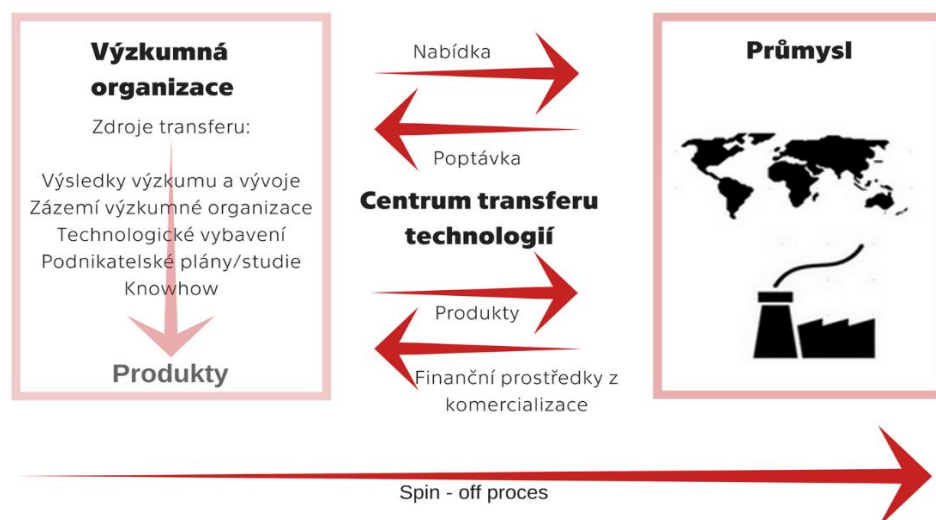 Výzkumná
organizace
Zdroje transferu:
Výsledky výzkumu a vývoje
Zázemí výzkumné organizace
Technologické vybavení
Podnikatelské plány/studie
Knowhow
Produkty
Nabídka
Poptávka
Centrum transferu
technologií
Produkty
Finanční prostředky z
komercializace
Průmysl
Spin - off proces